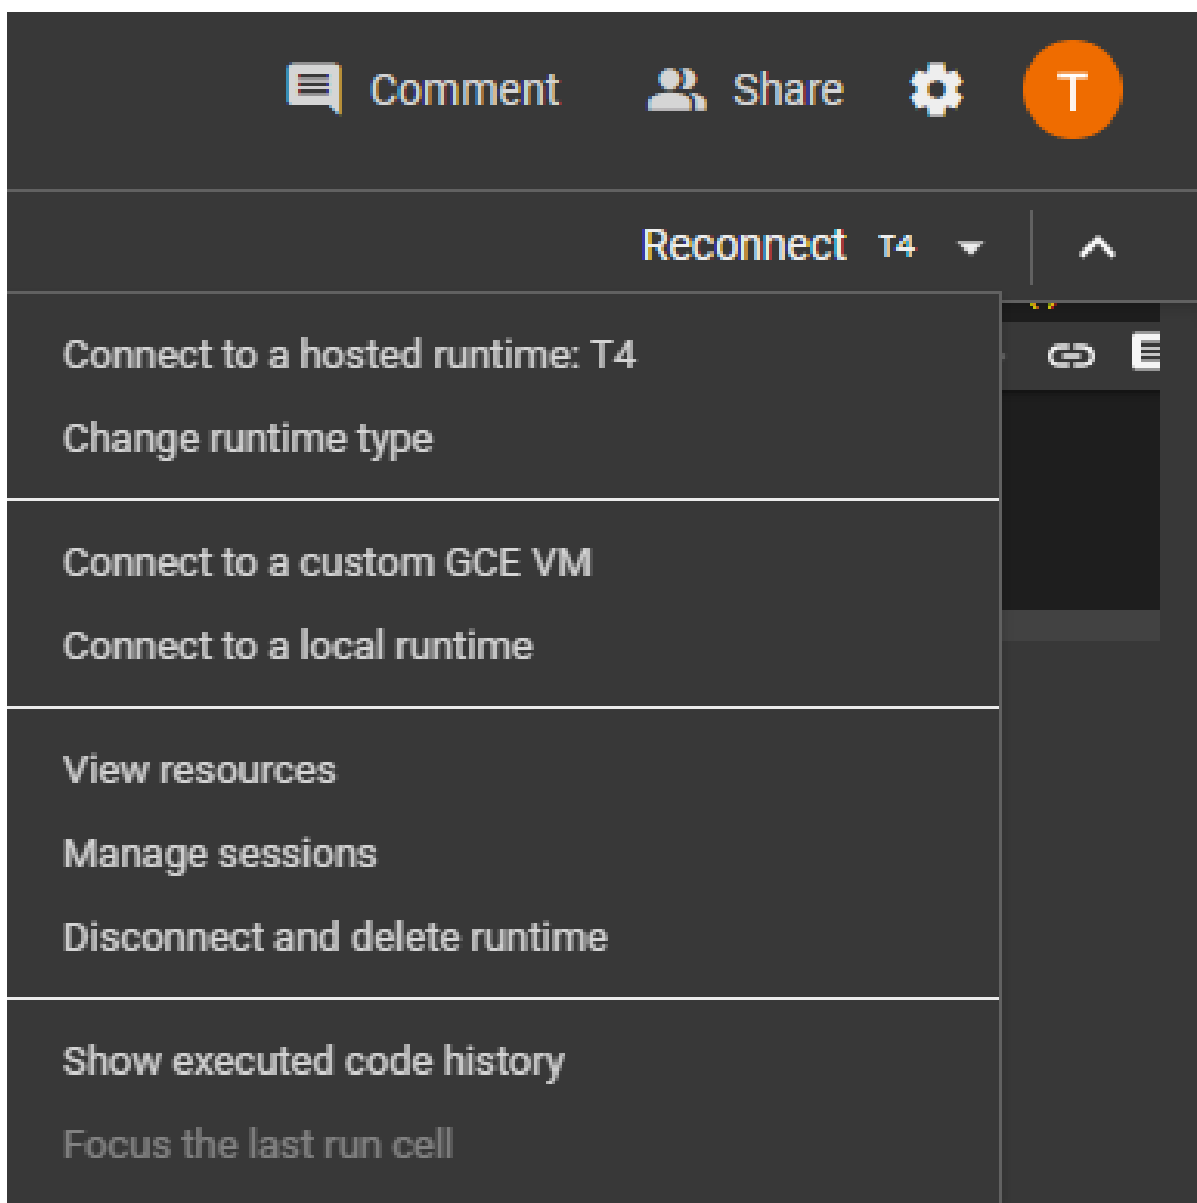 Comment Share T
Reconnect T4
Connect to a hosted runtime: T4
Change runtime type
Connect to a custom GCE VM
Connect to a local runtime
View resources
Manage sessions
Disconnect and delete runtime
Show executed code history
Focus the last run cell